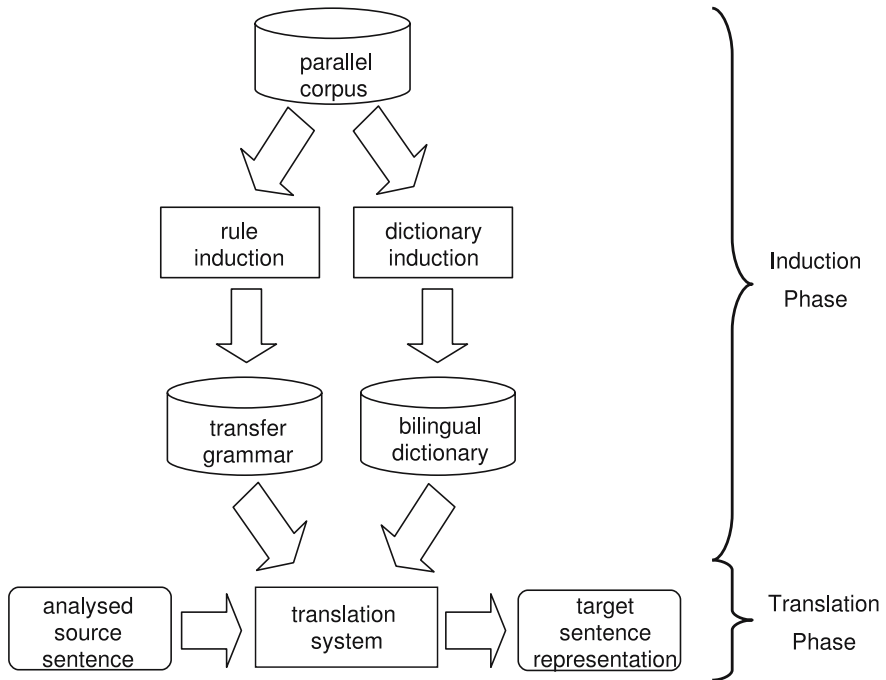 parallel
corpus
rule
induction
dictionary
induction
Induction
Phase
transfer
grammar
bilingual
dictionary
analysed
source
sentence
translation
system
target
sentence
representation
Translation
Phase